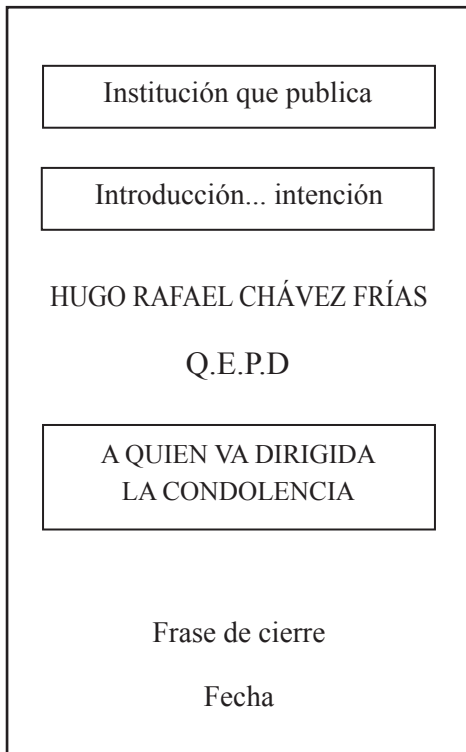 Institución que publica
Introducción... intención
HUGO RAFAEL CHÁVEZ FRÍAS
Q.E.P.D
A QUIEN VA DIRIGIDA
LA CONDOLENCIA
Frase de cierre
Fecha